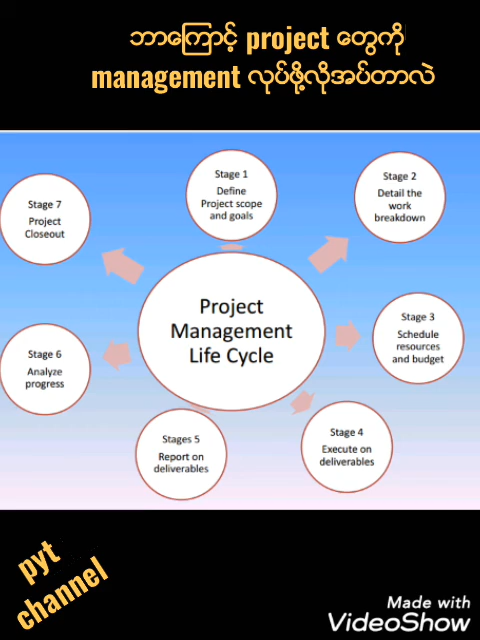 ဘာကြောင့် project တွေကို
management လုပ်ဖို့လိုအပ်တာလဲ
Stage 1
Define
Project scope
and goals
Stage 2
Detail the
work
breakdown
Stage 3
Schedule
resources
and budget
Stage 4
Execute on
deliverables
Stages 5
Report on
deliverables
Stage 6
Analyze
progress
Stage 7
Project
Closeout
Project
Management
Life Cycle
pyt
channel
Made with
VideoShow